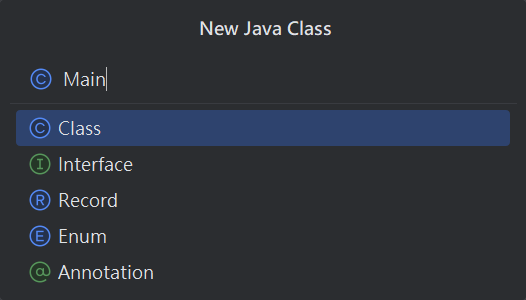 New Java Class
C Main
C Class
I Interface
R Record
E Enum
@ Annotation